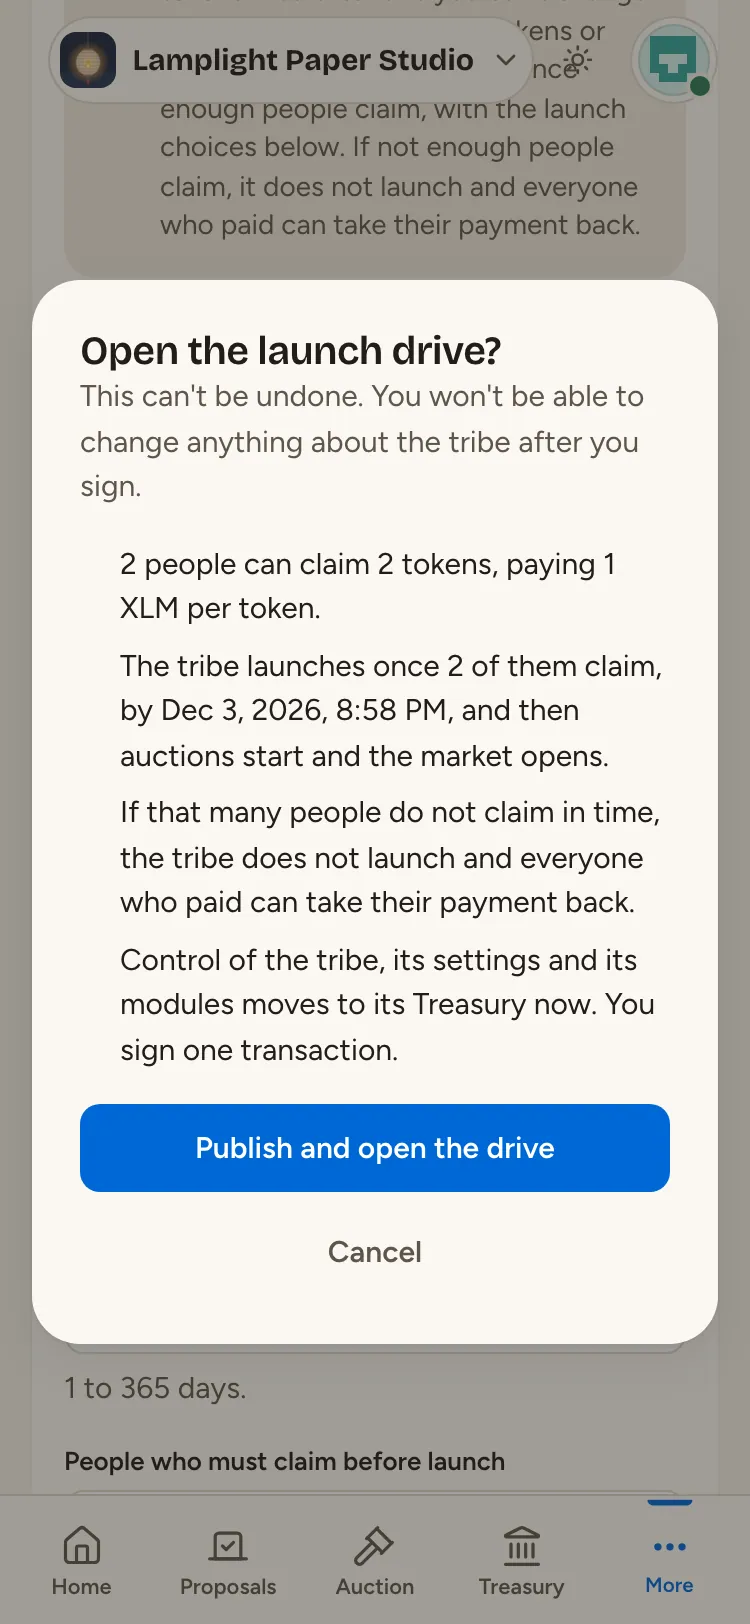 Lamplight Paper Studio
kens or
nce
enough people claim, with the launch
choices below. If not enough people
claim, it does not launch and everyone
who paid can take their payment back.
Open the launch drive?
This can't be undone. You won't be able to
change anything about the tribe after you
sign.
2 people can claim 2 tokens, paying 1
XLM per token.
The tribe launches once 2 of them claim,
by Dec 3, 2026, 8:58 PM, and then
auctions start and the market opens.
If that many people do not claim in time,
the tribe does not launch and everyone
who paid can take their payment back.
Control of the tribe, its settings and its
modules moves to its Treasury now. You
sign one transaction.
Publish and open the drive
Cancel
1 to 365 days.
People who must claim before launch
Home
Proposals
Auction
Treasury
More